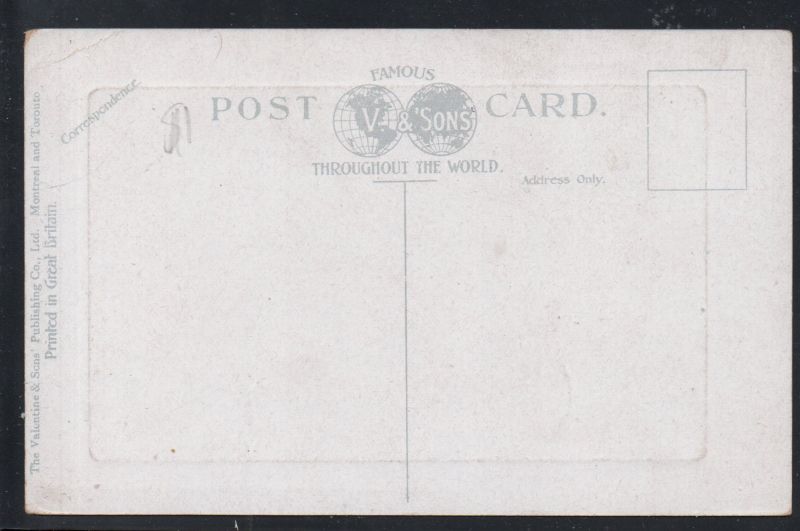 FAMOUS
POST CARD.
V. & SONS
THROUGHOUT THE WORLD.
Correspondence.
Address Only.
The Valentine & Sons' Publishing Co., Ltd. Montreal and Toronto
Printed in Great Britain.